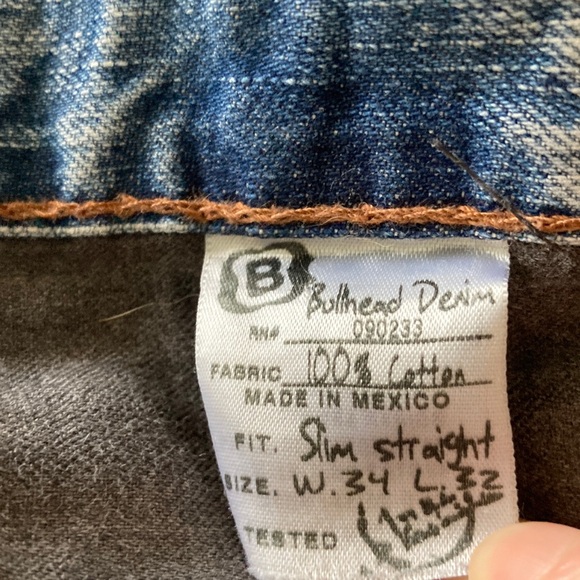 B Bullhead Denim
RN# 090233
FABRIC 100% Cotton
MADE IN MEXICO
FIT. Slim straight
SIZE. W.34 L.32
TESTED